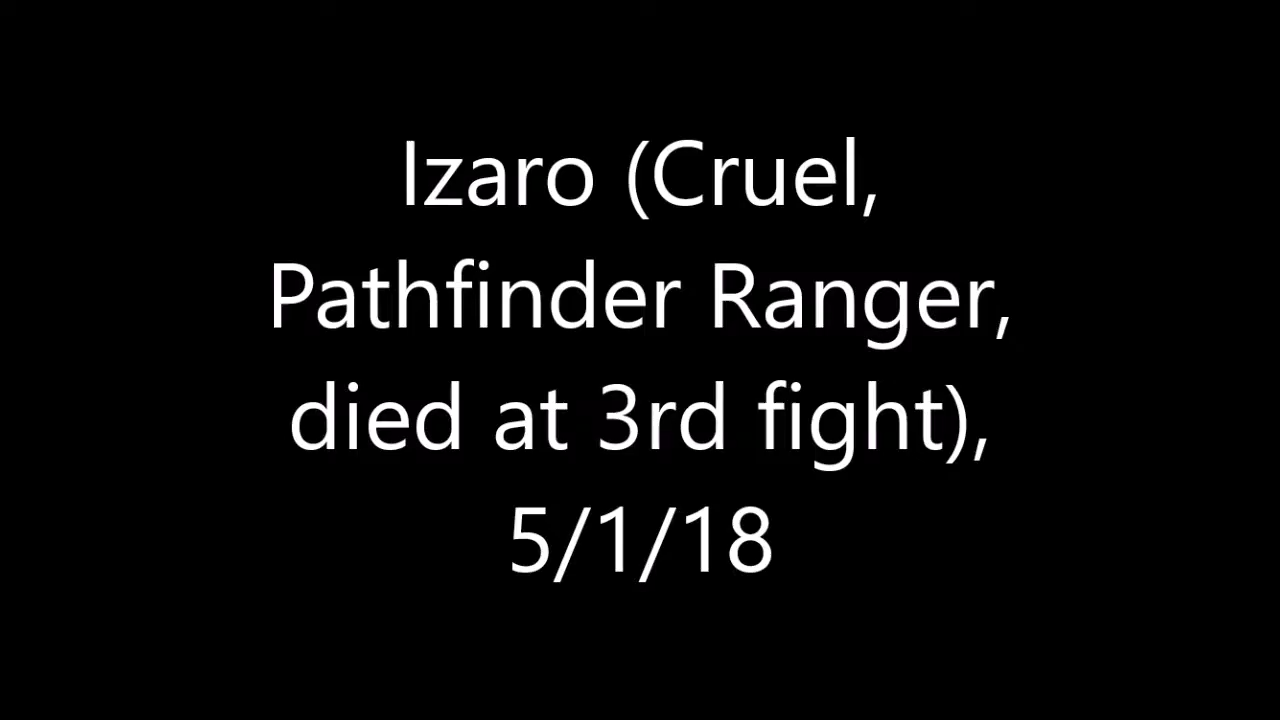 Izaro (Cruel,
Pathfinder Ranger,
died at 3rd fight),
5/1/18